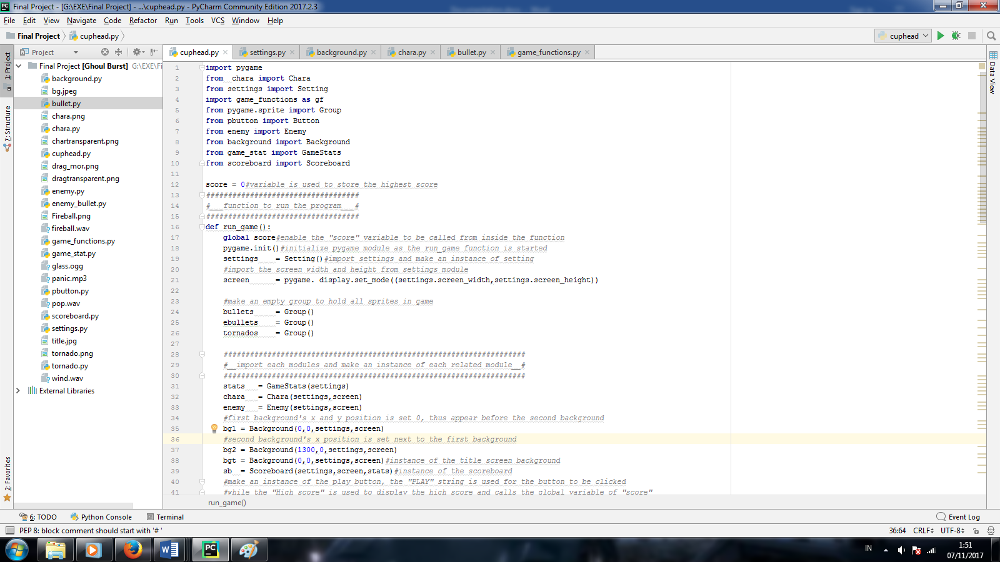 Final Project - [G:\EXE\Final Project] - ...\cuphead.py - PyCharm Community Edition 2017.2.3
File Edit View Navigate Code Refactor Run Tools VCS Window Help
Final Project cuphead.py cuphead
Project cuphead.py settings.py background.py chara.py bullet.py game_functions.py
1: Project
7: Structure
2: Favorites
Data View
Final Project [Ghoul Burst] G:\EXE\Fi
background.py
bg.jpeg
bullet.py
chara.png
chara.py
chartransparent.png
cuphead.py
drag_mor.png
dragtransparent.png
enemy.py
enemy_bullet.py
Fireball.png
fireball.wav
game_functions.py
game_stat.py
glass.ogg
panic.mp3
pbutton.py
pop.wav
scoreboard.py
settings.py
title.jpg
tornado.png
tornado.py
wind.wav
External Libraries
1 import pygame
2 from  chara import Chara
3 from settings import Setting
4 import game_functions as gf
5 from pygame.sprite import Group
6 from pbutton import Button
7 from enemy import Enemy
8 from background import Background
9 from game_stat import GameStats
10 from scoreboard import Scoreboard
11
12 score = 0#variable is used to store the highest score
13 ###################################
14 #___function to run the program___#
15 ###################################
16 def run_game():
17     global score#enable the "score" variable to be called from inside the function
18     pygame.init()#initialize pygame module as the run_game function is started
19     settings    = Setting()#import settings and make an instance of setting
20     #import the screen width and height from settings module
21     screen      = pygame. display.set_mode((settings.screen_width,settings.screen_height))
22
23     #make an empty group to hold all sprites in game
24     bullets     = Group()
25     ebullets    = Group()
26     tornados    = Group()
27
28     #####################################################################
29     #__import each modules and make an instance of each related module__#
30     #####################################################################
31     stats   = GameStats(settings)
32     chara   = Chara(settings,screen)
33     enemy   = Enemy(settings,screen)
34     #first background's x and y position is set 0, thus appear before the second background
35     bg1 = Background(0,0,settings,screen)
36     #second background's x position is set next to the first background
37     bg2 = Background(1300,0,settings,screen)
38     bgt = Background(0,0,settings,screen)#instance of the title screen background
39     sb  = Scoreboard(settings,screen,stats)#instance of the scoreboard
40     #make an instance of the play button, the "PLAY" string is used for the button to be clicked
41     #while the "High score" is used to display the high score and calls the global variable of "score"
run_game()
6: TODO Python Console Terminal Event Log
PEP 8: block comment should start with '# ' 36:64 CRLF UTF-8
IN 1:51
07/11/2017